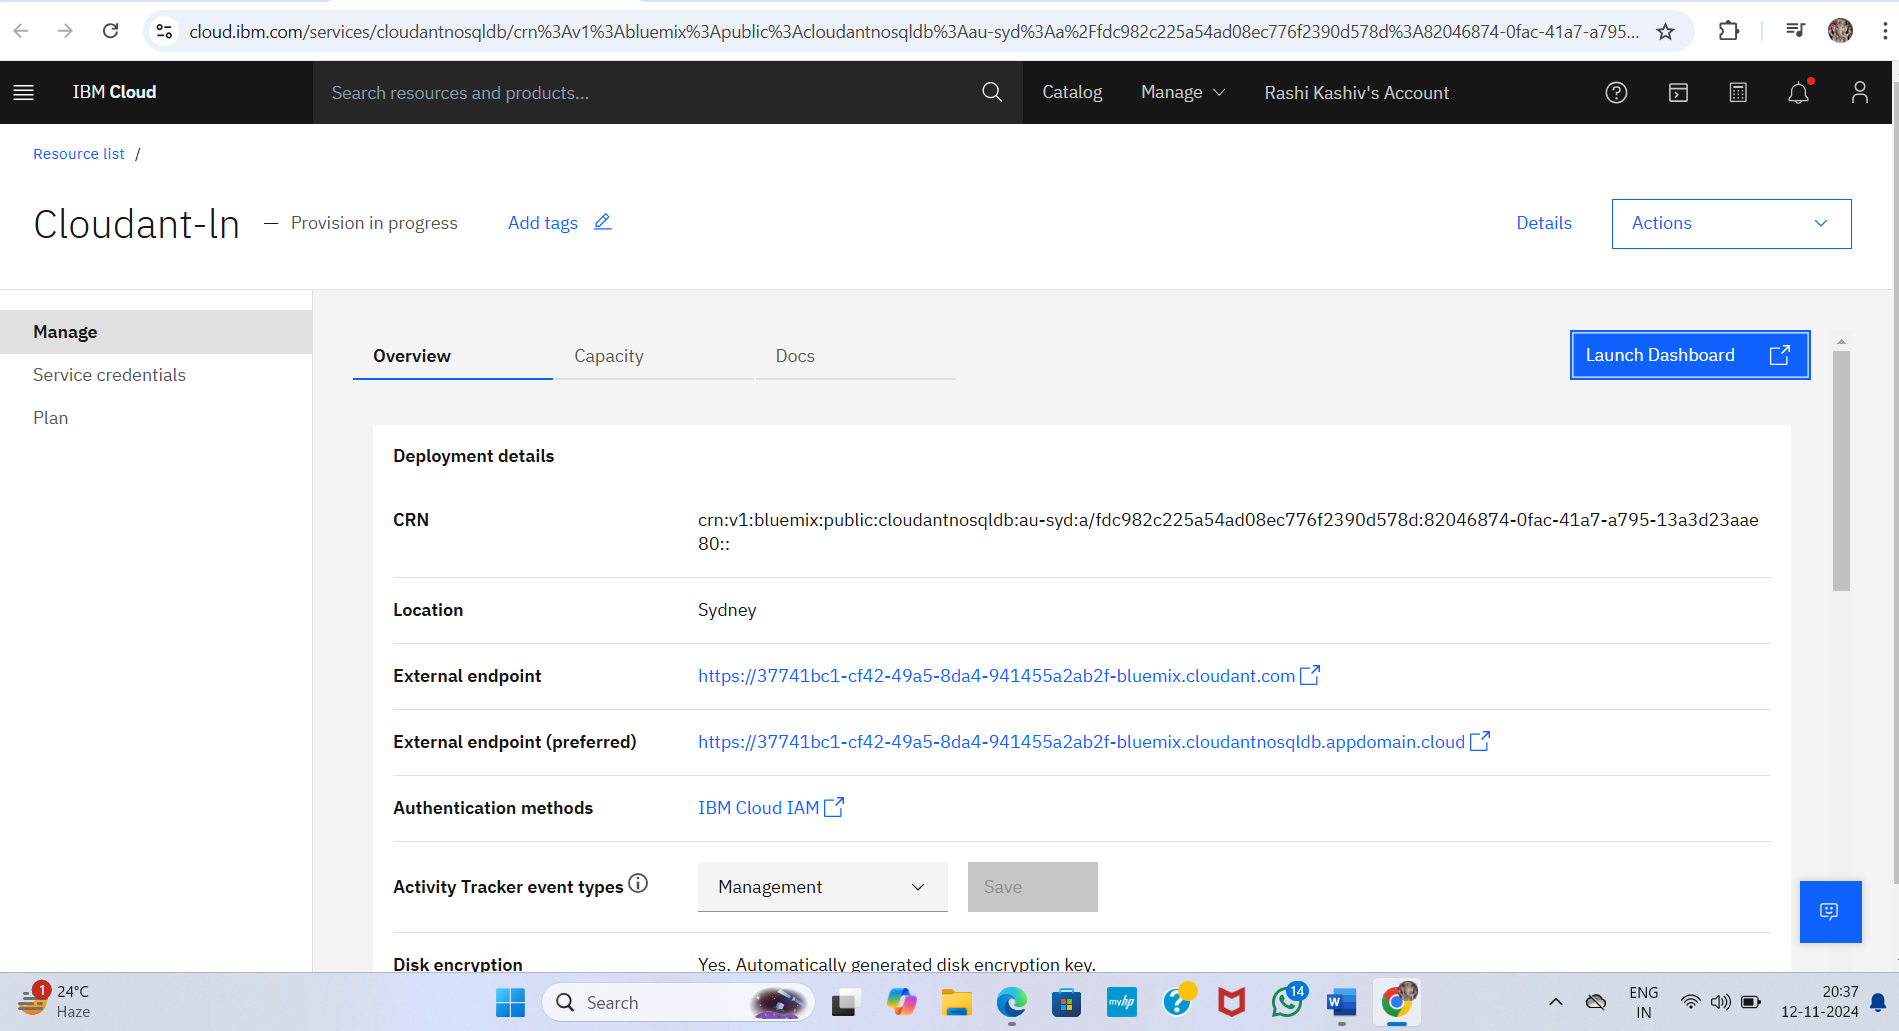 cloud.ibm.com/services/cloudantnosqldb/crn%3Av1%3Abluemix%3Apublic%3Acloudantnosqldb%3Aau-syd%3Aa%2Ffdc982c225a54ad08ec776f2390d578d%3A82046874-0fac-41a7-a795...
IBM Cloud
Search resources and products...
Catalog
Manage
Rashi Kashiv's Account
Resource list /
Cloudant-ln
— Provision in progress
Add tags
Details
Actions
Manage
Service credentials
Plan
Overview
Capacity
Docs
Launch Dashboard
Deployment details
CRN
crn:v1:bluemix:public:cloudantnosqldb:au-syd:a/fdc982c225a54ad08ec776f2390d578d:82046874-0fac-41a7-a795-13a3d23aae
80::
Location
Sydney
External endpoint
https://37741bc1-cf42-49a5-8da4-941455a2ab2f-bluemix.cloudant.com
External endpoint (preferred)
https://37741bc1-cf42-49a5-8da4-941455a2ab2f-bluemix.cloudantnosqldb.appdomain.cloud
Authentication methods
IBM Cloud IAM
Activity Tracker event types
Management
Save
Disk encryption
Yes. Automatically generated disk encryption key.
1
24°C
Haze
Search
myhp
?
14
W
ENG
IN
20:37
12-11-2024